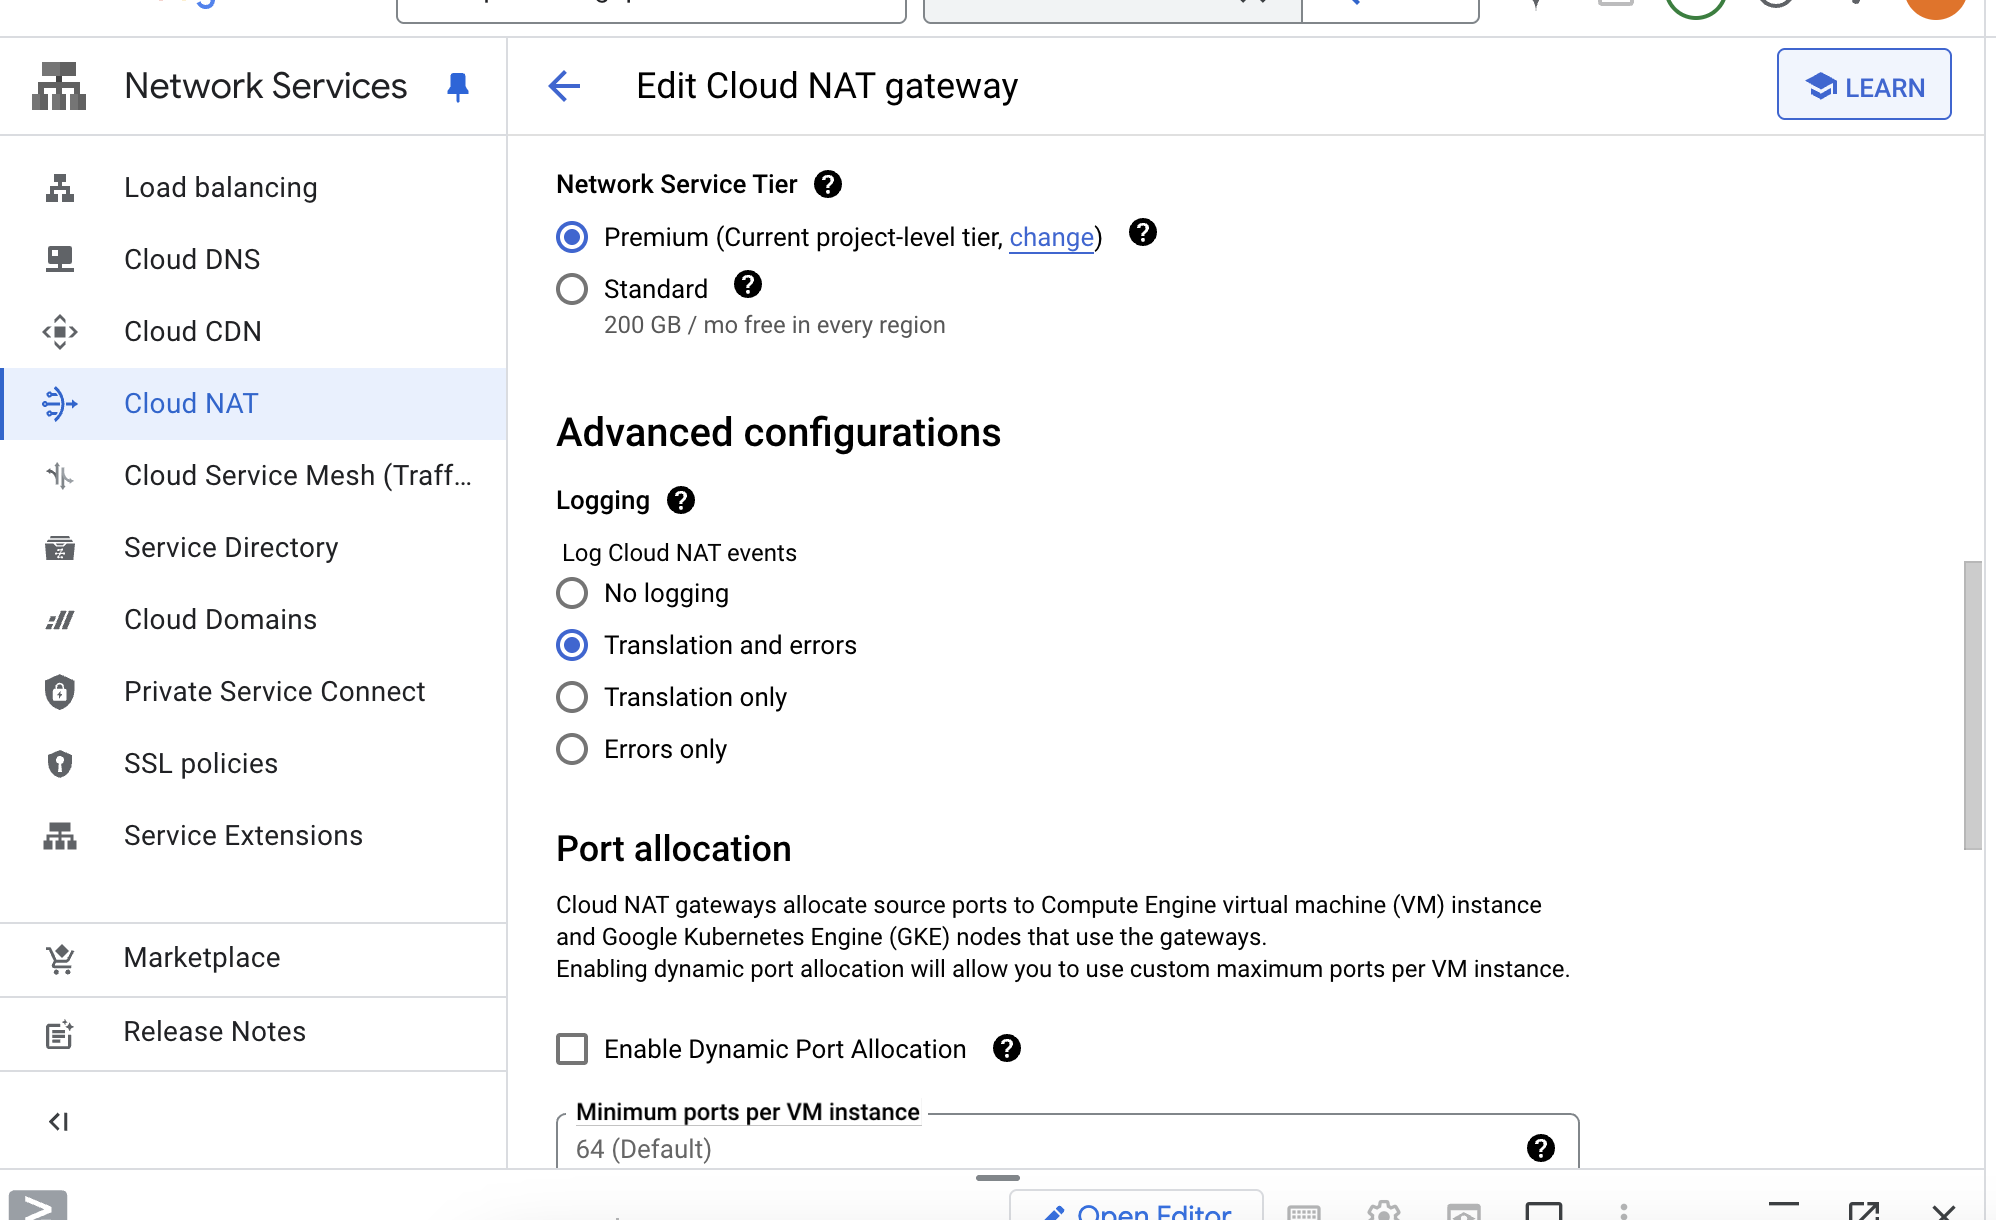 Network Services
Edit Cloud NAT gateway
LEARN
Load balancing
Cloud DNS
Cloud CDN
Cloud NAT
Cloud Service Mesh (Traff...
Service Directory
Cloud Domains
Private Service Connect
SSL policies
Service Extensions
Marketplace
Release Notes
Network Service Tier
Premium (Current project-level tier, change)
Standard
200 GB / mo free in every region
Advanced configurations
Logging
Log Cloud NAT events
No logging
Translation and errors
Translation only
Errors only
Port allocation
Cloud NAT gateways allocate source ports to Compute Engine virtual machine (VM) instance
and Google Kubernetes Engine (GKE) nodes that use the gateways.
Enabling dynamic port allocation will allow you to use custom maximum ports per VM instance.
Enable Dynamic Port Allocation
Minimum ports per VM instance
64 (Default)
Open Editor